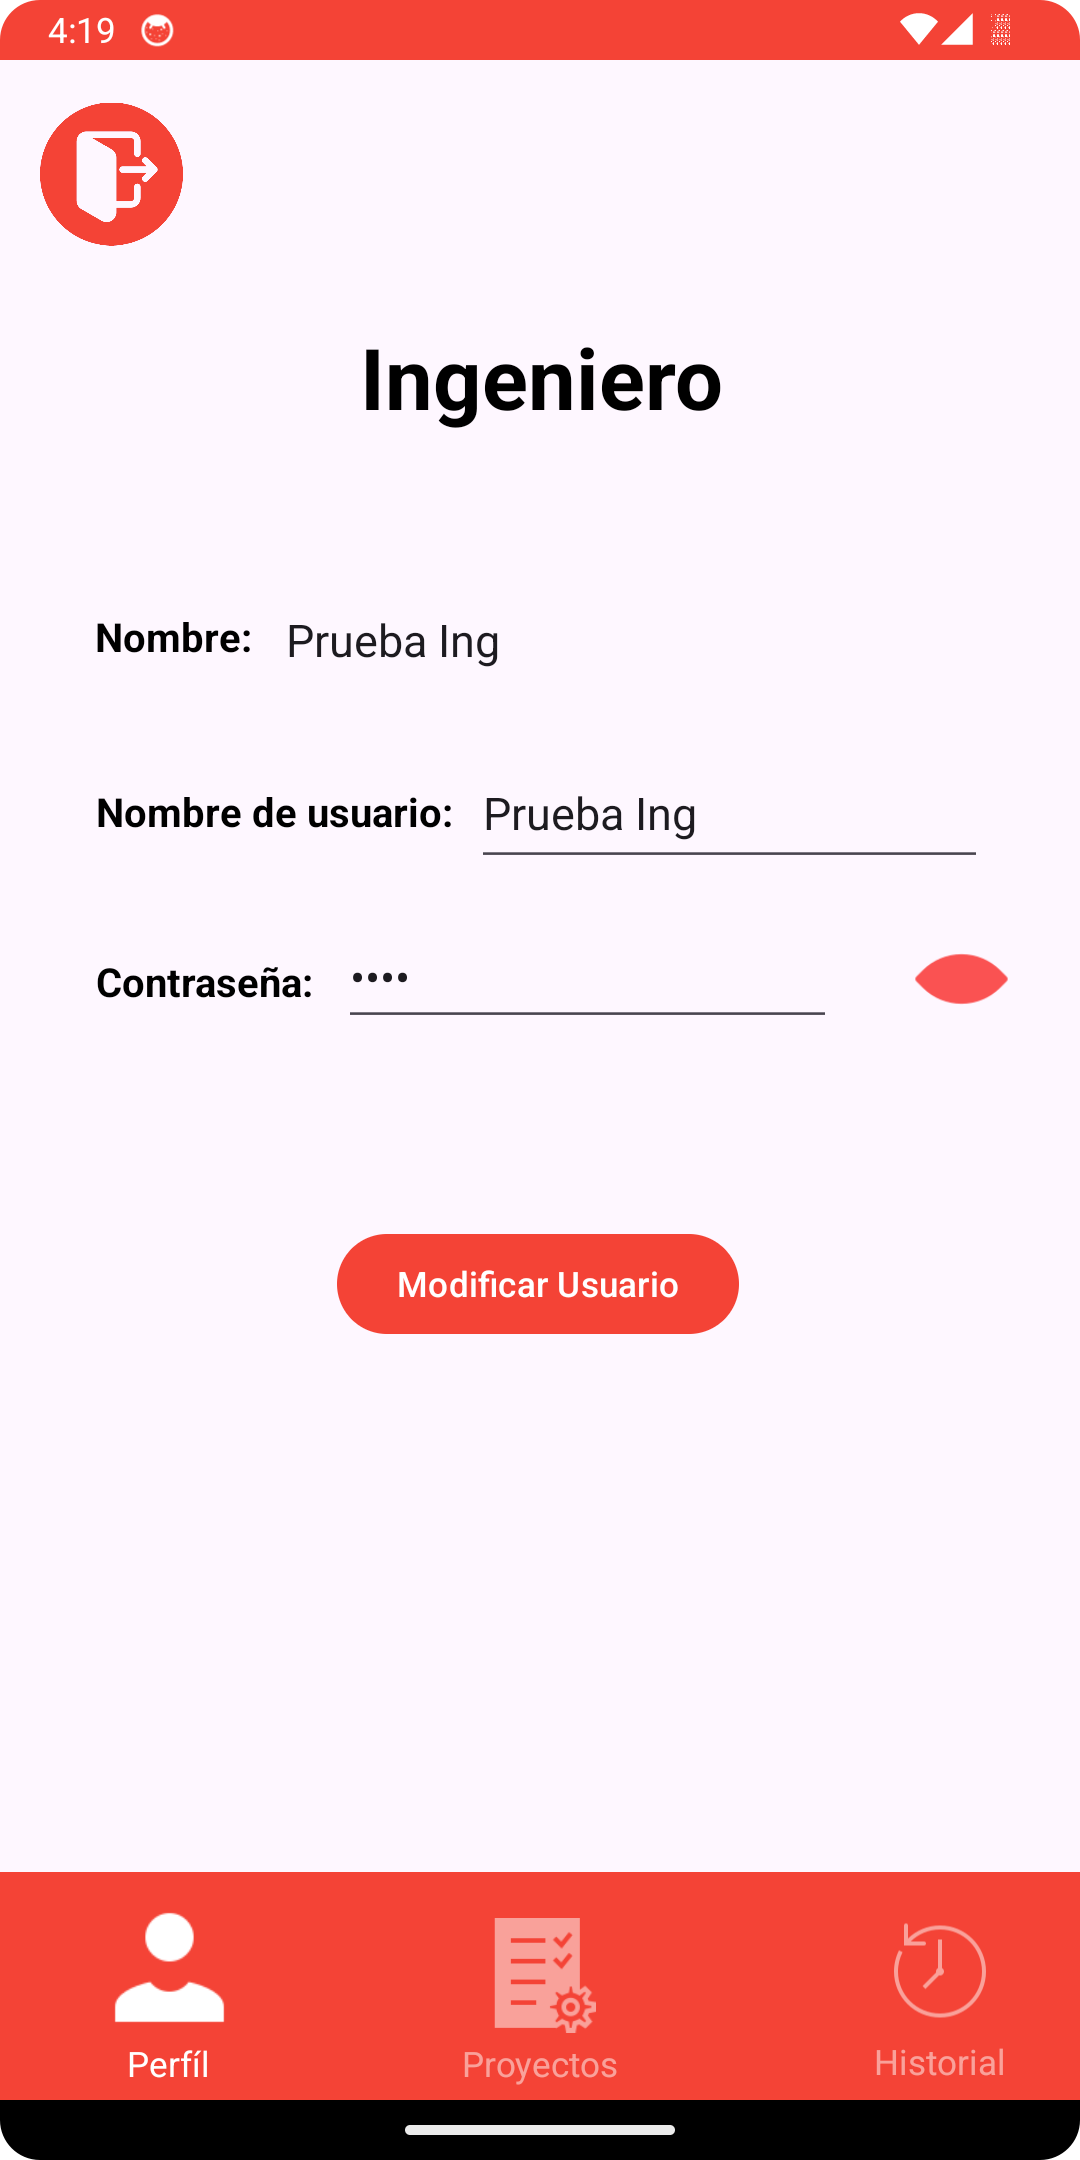 4:19
Ingeniero
Nombre: Prueba Ing
Nombre de usuario: Prueba Ing
Contraseña: ••••
Modificar Usuario
Perfíl Proyectos Historial